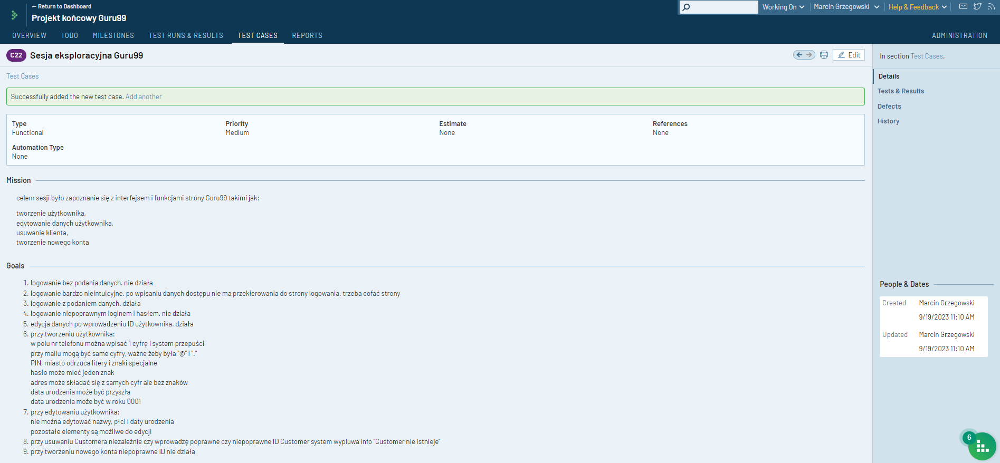 ← Return to Dashboard
Projekt końcowy Guru99
Working On
Marcin Grzegowski
Help & Feedback
OVERVIEW
TODO
MILESTONES
TEST RUNS & RESULTS
TEST CASES
REPORTS
ADMINISTRATION
C22 Sesja eksploracyjna Guru99
Edit
Test Cases
Successfully added the new test case. Add another
Type
Priority
Estimate
References
Functional
Medium
None
None
Automation Type
None
Mission
celem sesji było zapoznanie się z interfejsem i funkcjami strony Guru99 takimi jak:
tworzenie użytkownika,
edytowanie danych użytkownika,
usuwanie klienta,
tworzenie nowego konta
Goals
1. logowanie bez podania danych. nie działa
2. logowanie bardzo nieintuicyjne. po wpisaniu danych dostępu nie ma przekierowania do strony logowania. trzeba cofać strony
3. logowanie z podaniem danych. działa
4. logowanie niepoprawnym loginem i hasłem. nie działa
5. edycja danych po wprowadzeniu ID użytkownika. działa
6. przy tworzeniu użytkownika:
w polu nr telefonu można wpisać 1 cyfrę i system przepuści
przy mailu mogą być same cyfry, ważne żeby była "@" i "."
PIN, miasto odrzuca litery i znaki specjalne
hasło może mieć jeden znak
adres może składać się z samych cyfr ale bez znaków
data urodzenia może być przyszła
data urodzenia może być w roku 0001
7. przy edytowaniu użytkownika:
nie można edytować nazwy, płci i daty urodzenia
pozostałe elementy są możliwe do edycji
8. przy usuwaniu Customera niezależnie czy wprowadzę poprawne czy niepoprawne ID Customer system wypluwa info "Customer nie istnieje"
9. przy tworzeniu nowego konta niepoprawne ID nie działa
In section Test Cases.
Details
Tests & Results
Defects
History
People & Dates
Created Marcin Grzegowski
9/19/2023 11:10 AM
Updated Marcin Grzegowski
9/19/2023 11:10 AM
6